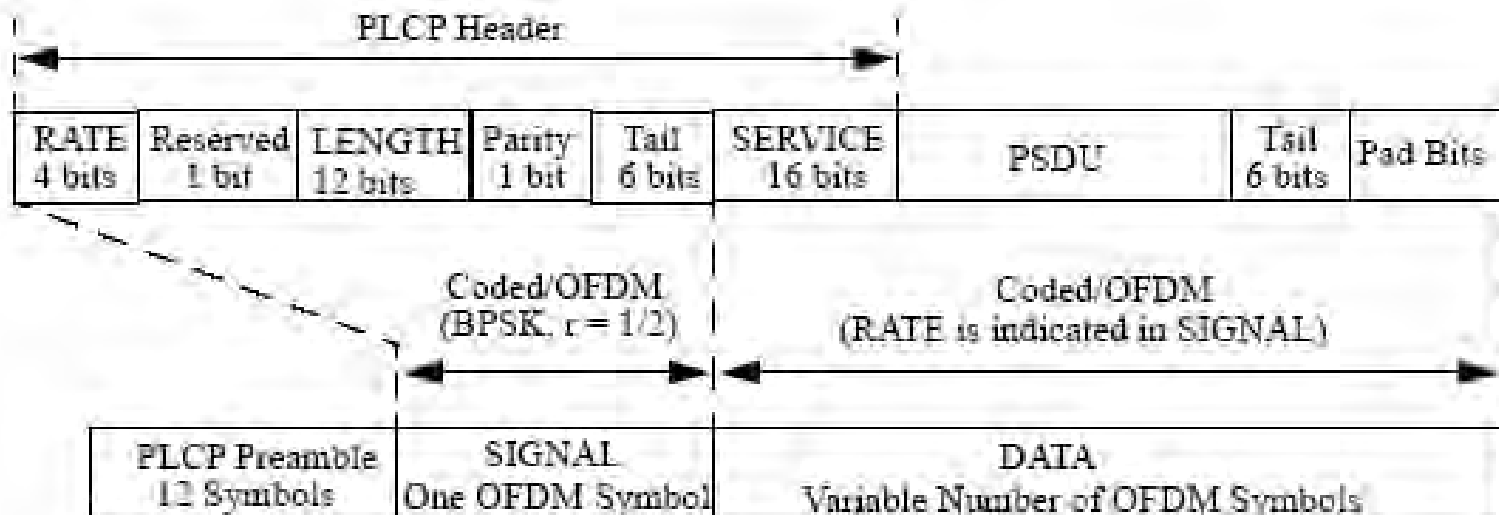 PLCP Header
RATE Reserved LENGTH Parity Tail SERVICE PSDU Tail Pad Bits
4 bits 1 bit 12 bits 1 bit 6 bits 16 bits 6 bits
Coded/OFDM Coded/OFDM
(BPSK, r = 1/2) (RATE is indicated in SIGNAL)
PLCP Preamble SIGNAL DATA
12 Symbols One OFDM Symbol Variable Number of OFDM Symbols